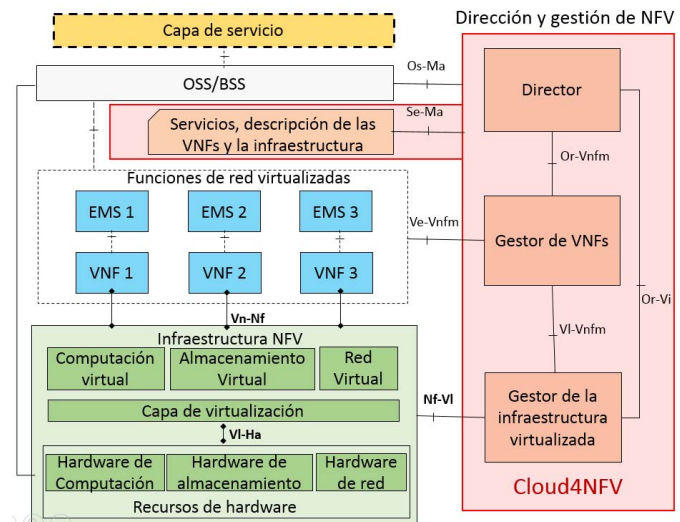 Dirección y gestión de NFV
Capa de servicio
OSS/BSS
Os-Ma
Director
Se-Ma
Servicios, descripción de las
VNFs y la infraestructura
Or-Vnfm
Funciones de red virtualizadas
EMS 1
EMS 2
EMS 3
Ve-Vnfm
Gestor de VNFs
VNF 1
VNF 2
VNF 3
Or-Vi
Vn-Nf
Infraestructura NFV
Vl-Vnfm
Computación
virtual
Almacenamiento
Virtual
Red
Virtual
Capa de virtualización
Nf-Vl
Gestor de la
infraestructura
virtualizada
Vl-Ha
Hardware de
Computación
Hardware de
almacenamiento
Hardware
de red
Recursos de hardware
Cloud4NFV